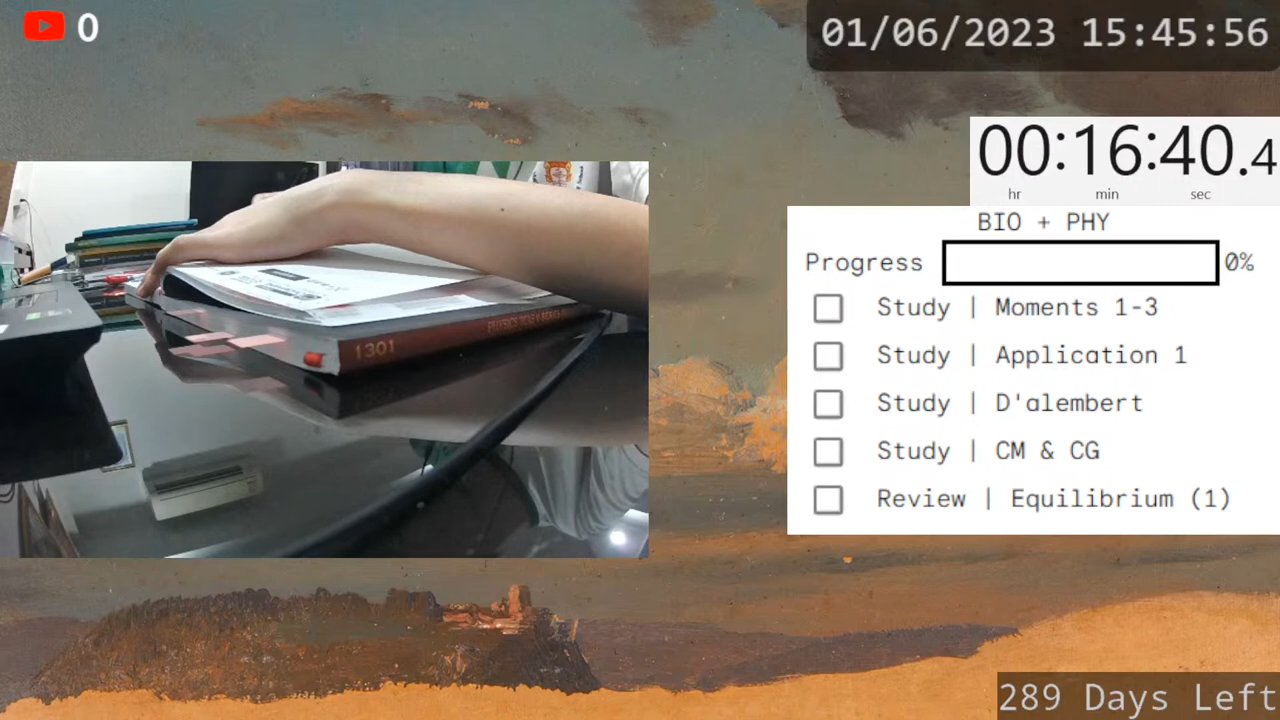 0
01/06/2023 15:45:56
00:16:40.4
hr min sec
BIO + PHY
Progress 0%
Study | Moments 1-3
Study | Application 1
Study | D'alembert
Study | CM & CG
Review | Equilibrium (1)
1301
289 Days Left